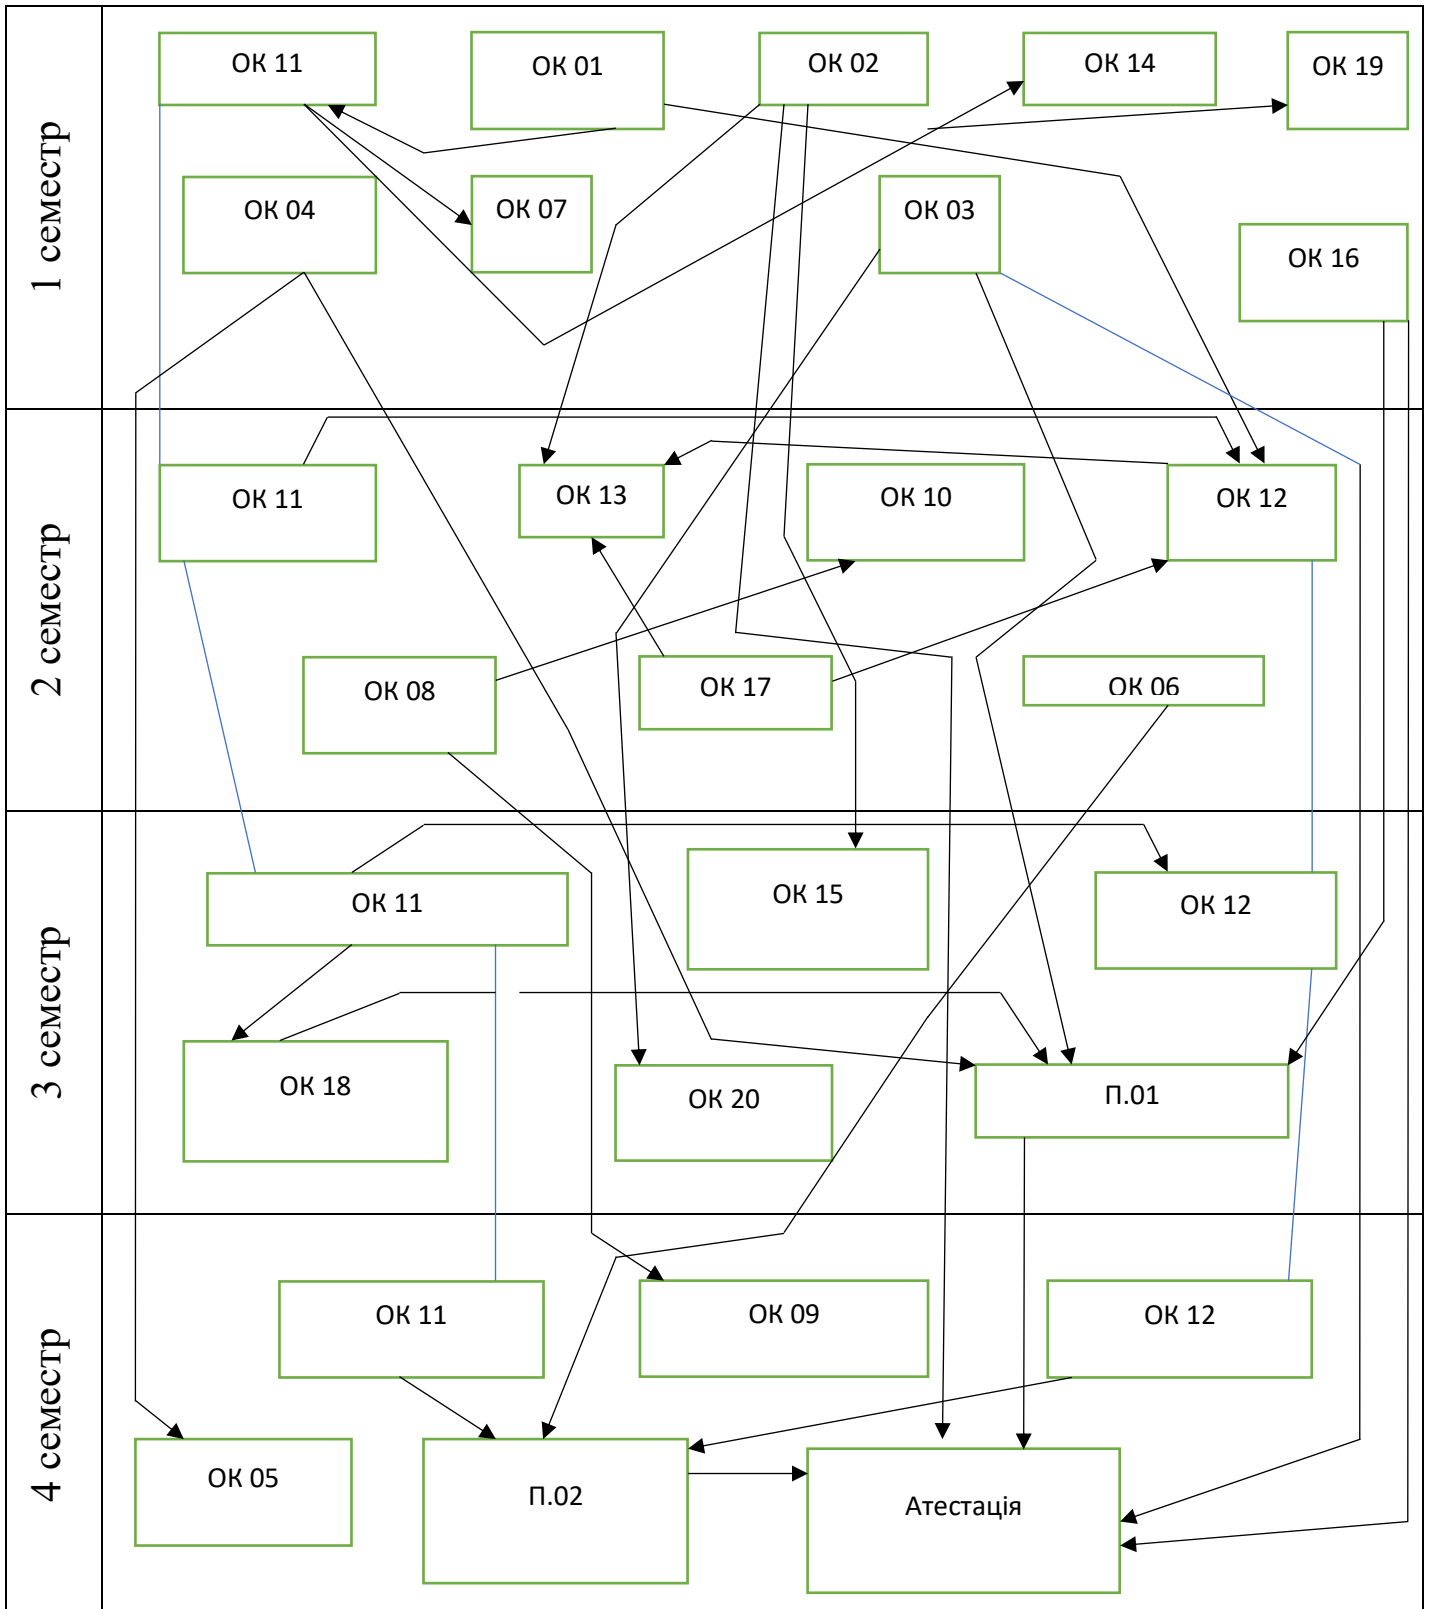 1 семестр
ОК 11
ОК 01
ОК 02
ОК 14
ОК 19
ОК 04
ОК 07
ОК 03
ОК 16
2 семестр
ОК 11
ОК 13
ОК 10
ОК 12
ОК 08
ОК 17
ОК 06
3 семестр
ОК 11
ОК 15
ОК 12
ОК 18
ОК 20
П.01
4 семестр
ОК 11
ОК 09
ОК 12
ОК 05
П.02
Атестація